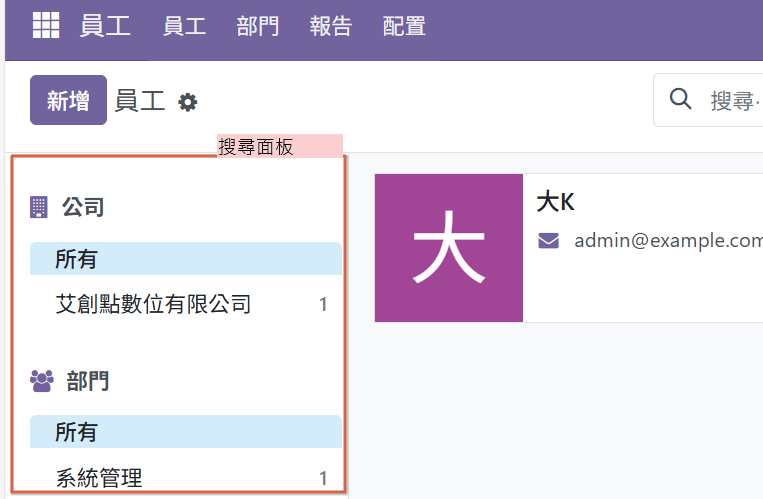 員工 員工 部門 報告 配置
新增 員工 搜尋...
搜尋面板
公司
所有
艾創點數位有限公司 1
部門
所有
系統管理 1
大
大K
admin@example.com